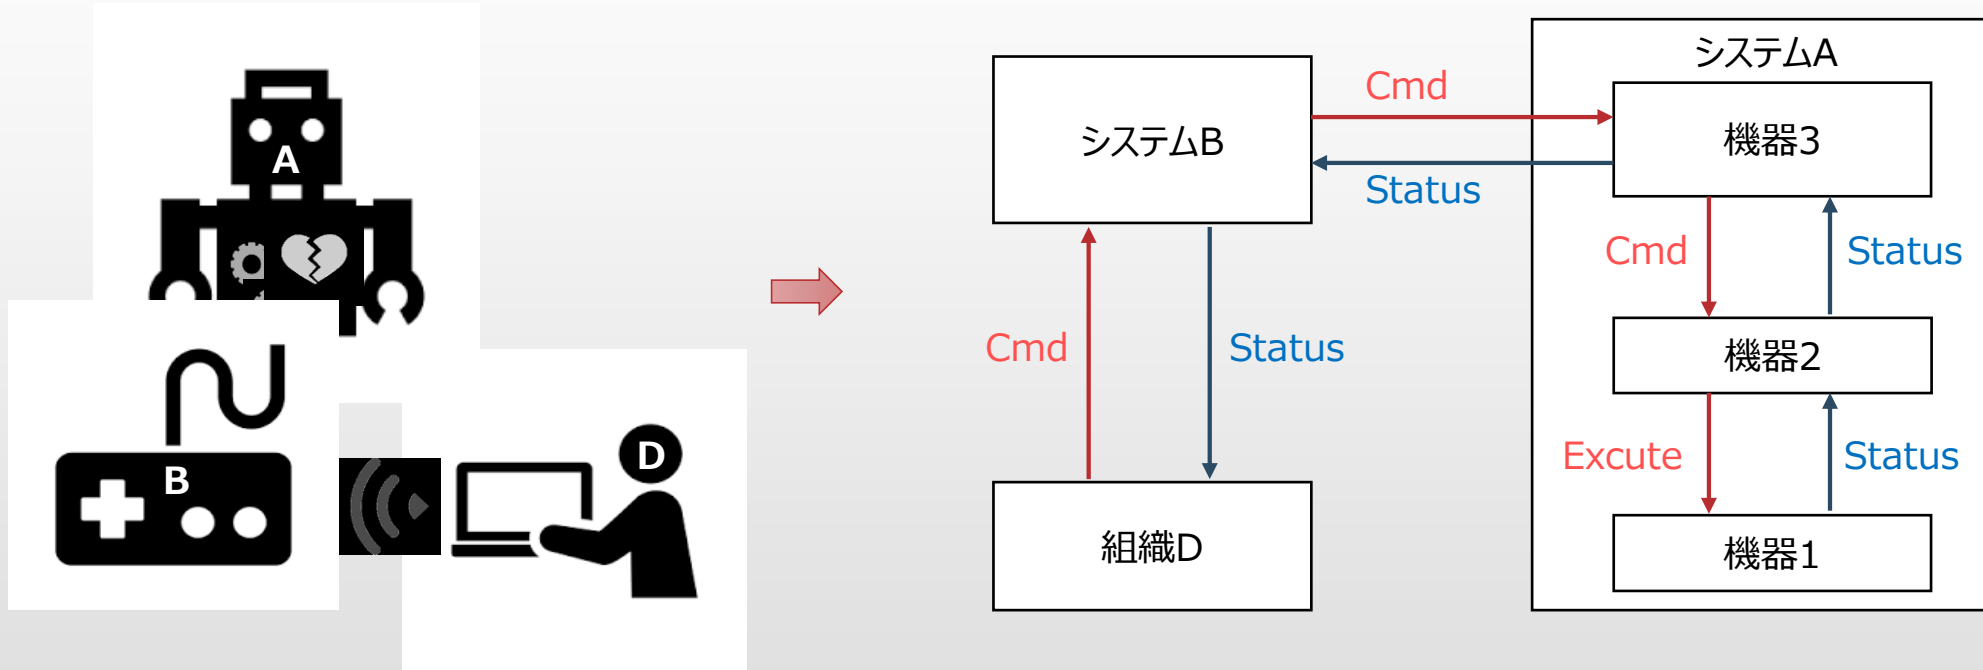 A
B
D
システムA
システムB
Cmd
Status
機器3
Cmd
Status
Cmd
Status
機器2
Excute
Status
組織D
機器1